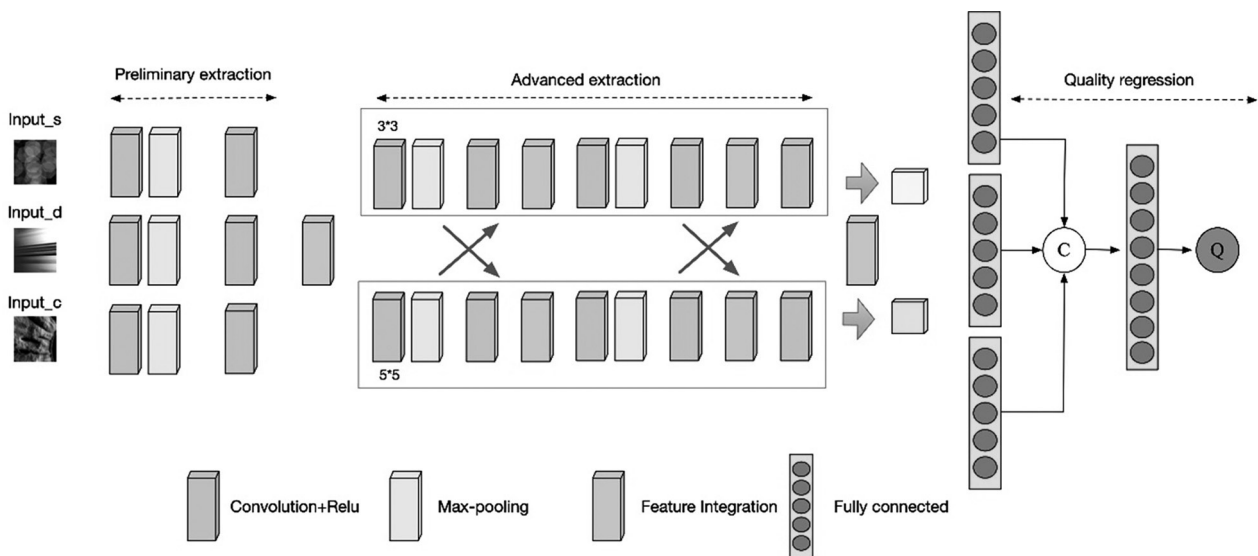 Preliminary extraction
Advanced extraction
Quality regression
Input_s
3*3
Input_d
C
Q
Input_c
5*5
Convolution+Relu
Max-pooling
Feature Integration
Fully connected